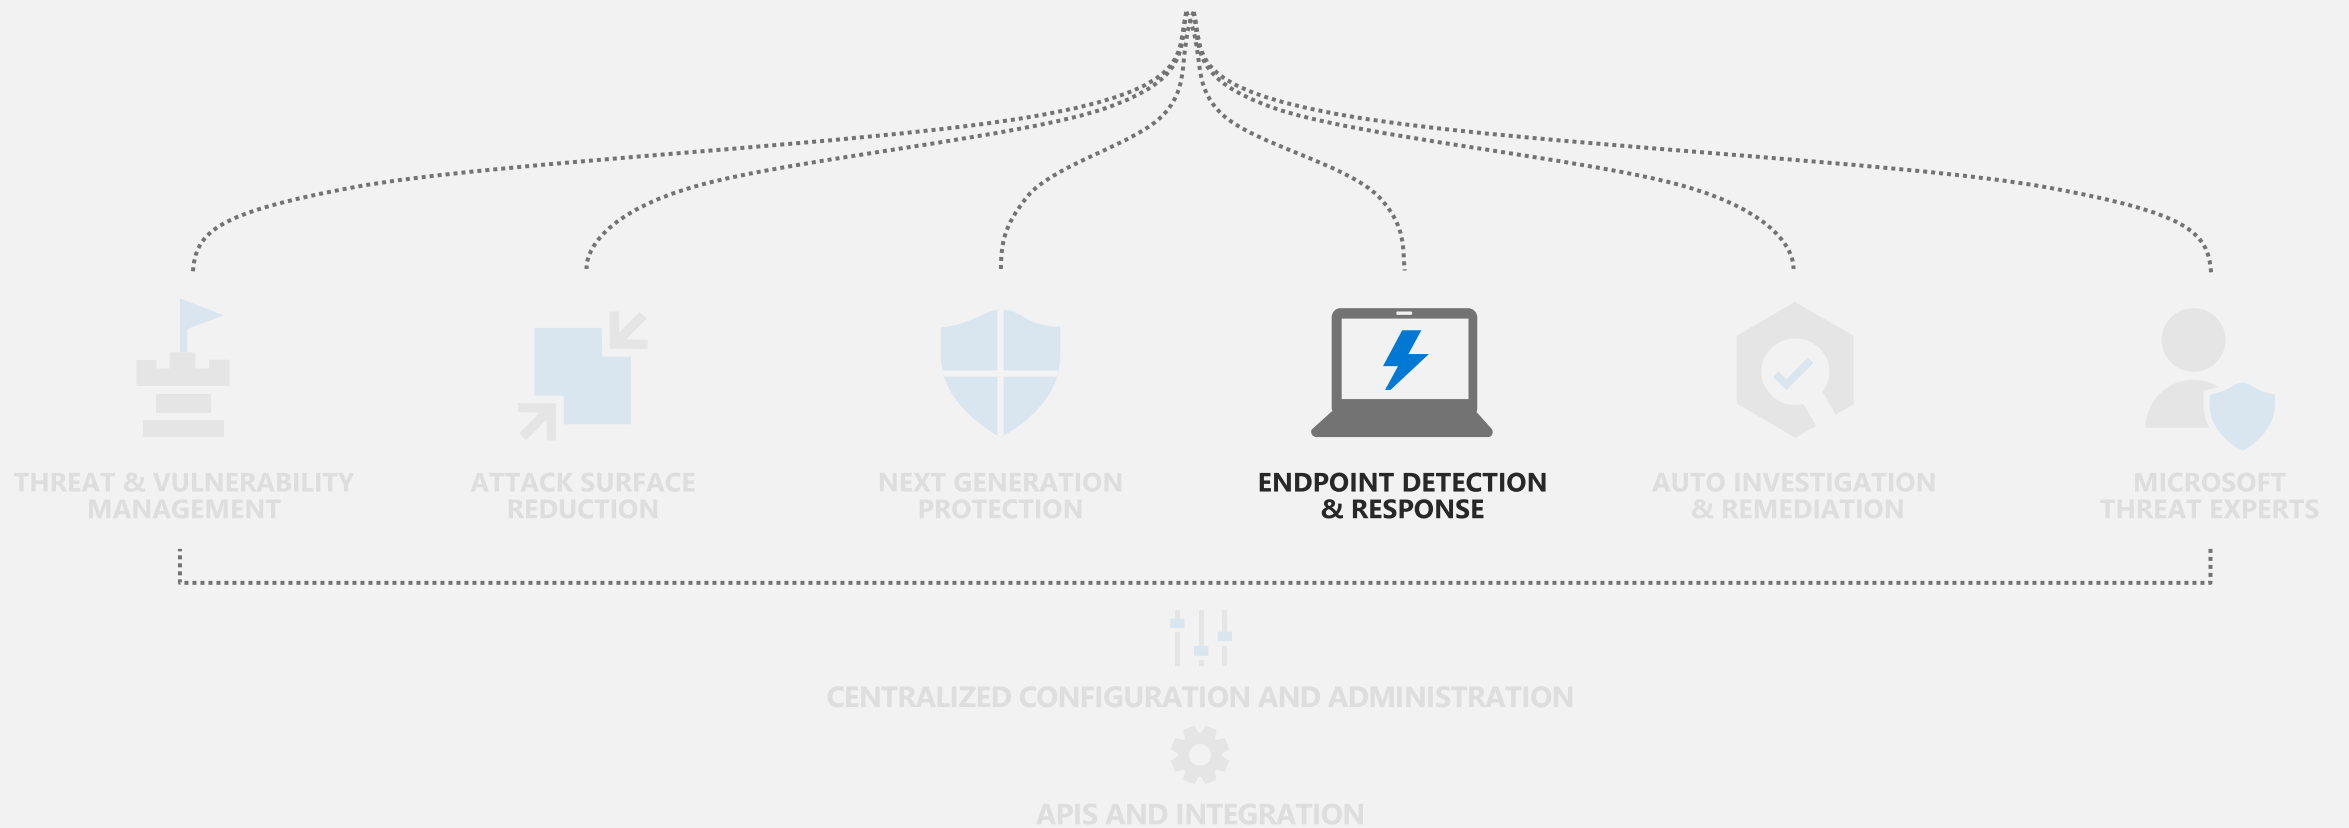 THREAT & VULNERABILITY
MANAGEMENT
ATTACK SURFACE
REDUCTION
NEXT GENERATION
PROTECTION
ENDPOINT DETECTION
& RESPONSE
AUTO INVESTIGATION
& REMEDIATION
MICROSOFT
THREAT EXPERTS
CENTRALIZED CONFIGURATION AND ADMINISTRATION
APIS AND INTEGRATION